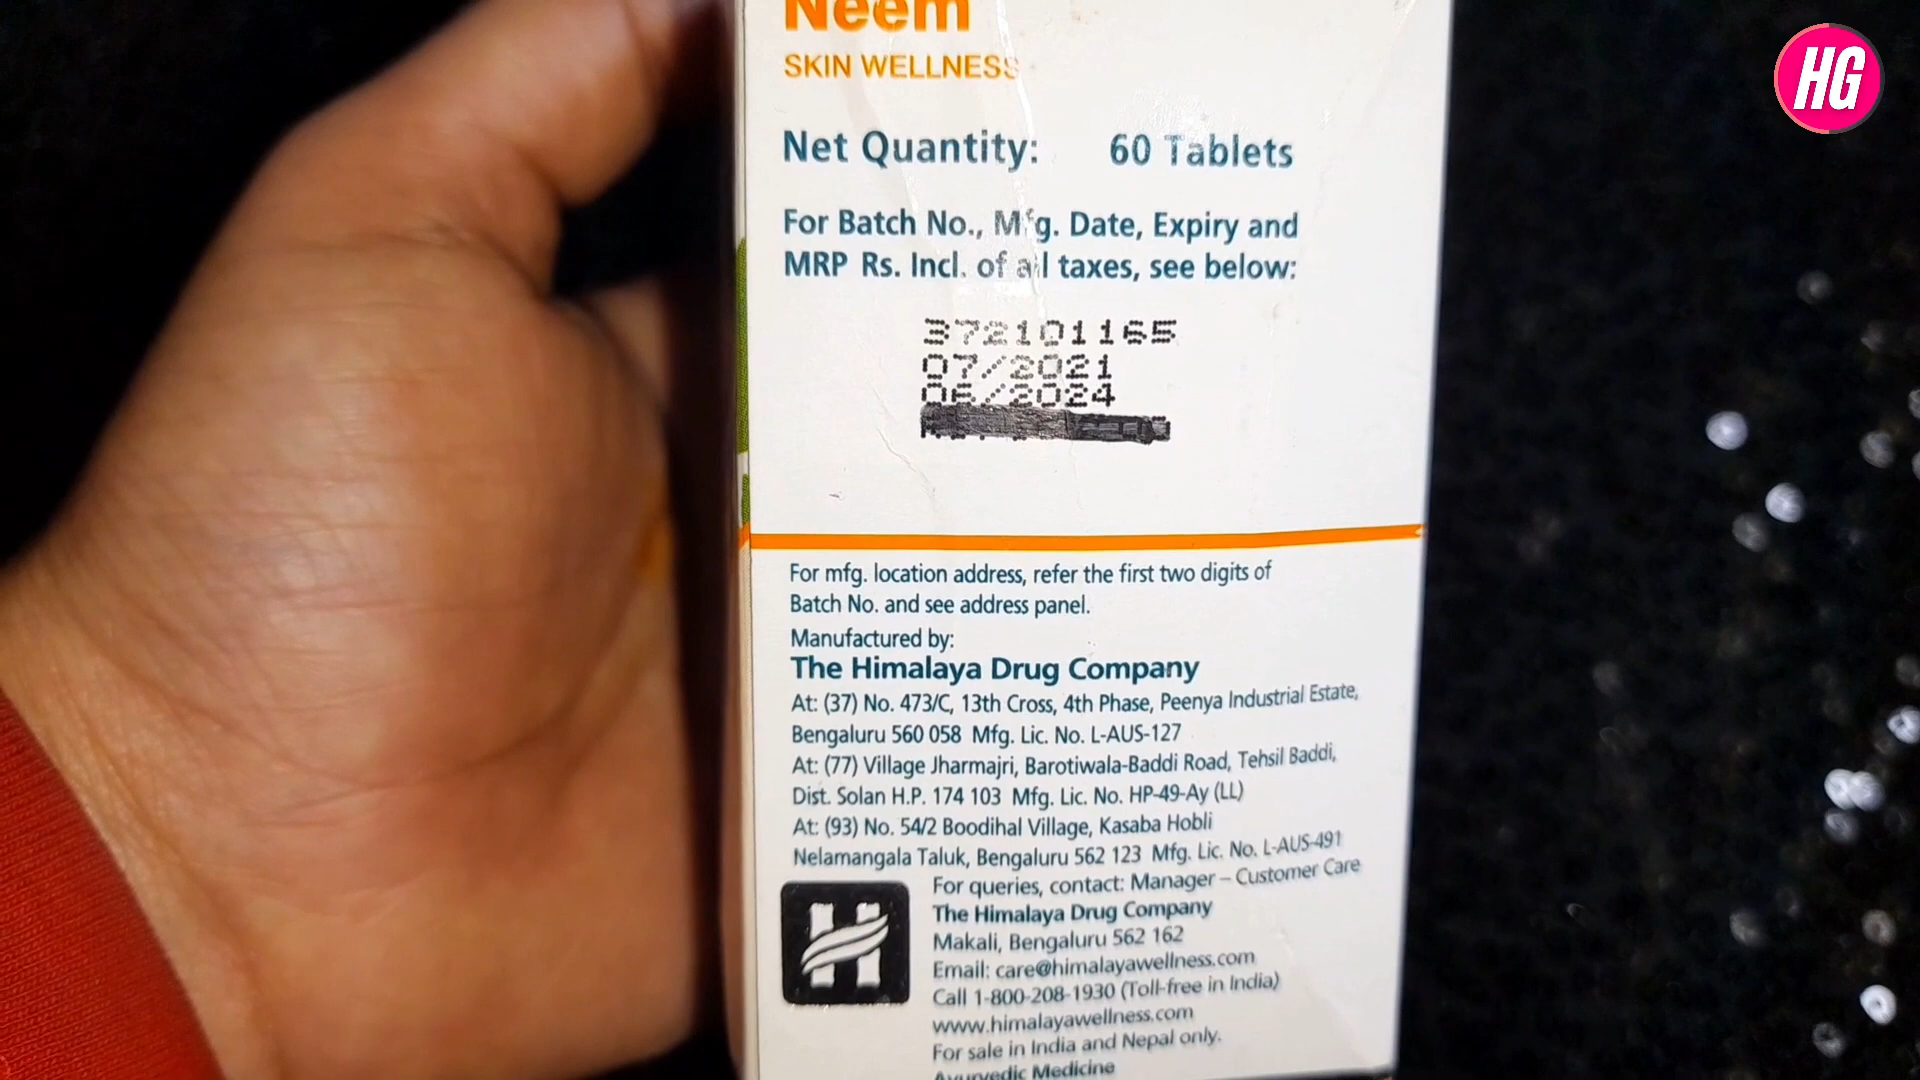 HG
Neem
SKIN WELLNESS
Net Quantity: 60 Tablets
For Batch No., Mfg. Date, Expiry and
MRP Rs. Incl. of all taxes, see below:
372101165
07/2021
06/2024
For mfg. location address, refer the first two digits of
Batch No. and see address panel.
Manufactured by:
The Himalaya Drug Company
At: (37) No. 473/C, 13th Cross, 4th Phase, Peenya Industrial Estate,
Bengaluru 560 058 Mfg. Lic. No. L-AUS-127
At: (77) Village Jharmajri, Barotiwala-Baddi Road, Tehsil Baddi,
Dist. Solan H.P. 174 103 Mfg. Lic. No. HP-49-Ay (LL)
At: (93) No. 54/2 Boodihal Village, Kasaba Hobli
Nelamangala Taluk, Bengaluru 562 123 Mfg. Lic. No. L-AUS-491
For queries, contact: Manager – Customer Care
The Himalaya Drug Company
Makali, Bengaluru 562 162
Email: care@himalayawellness.com
Call 1-800-208-1930 (Toll-free in India)
www.himalayawellness.com
For sale in India and Nepal only.
Ayurvedic Medicine